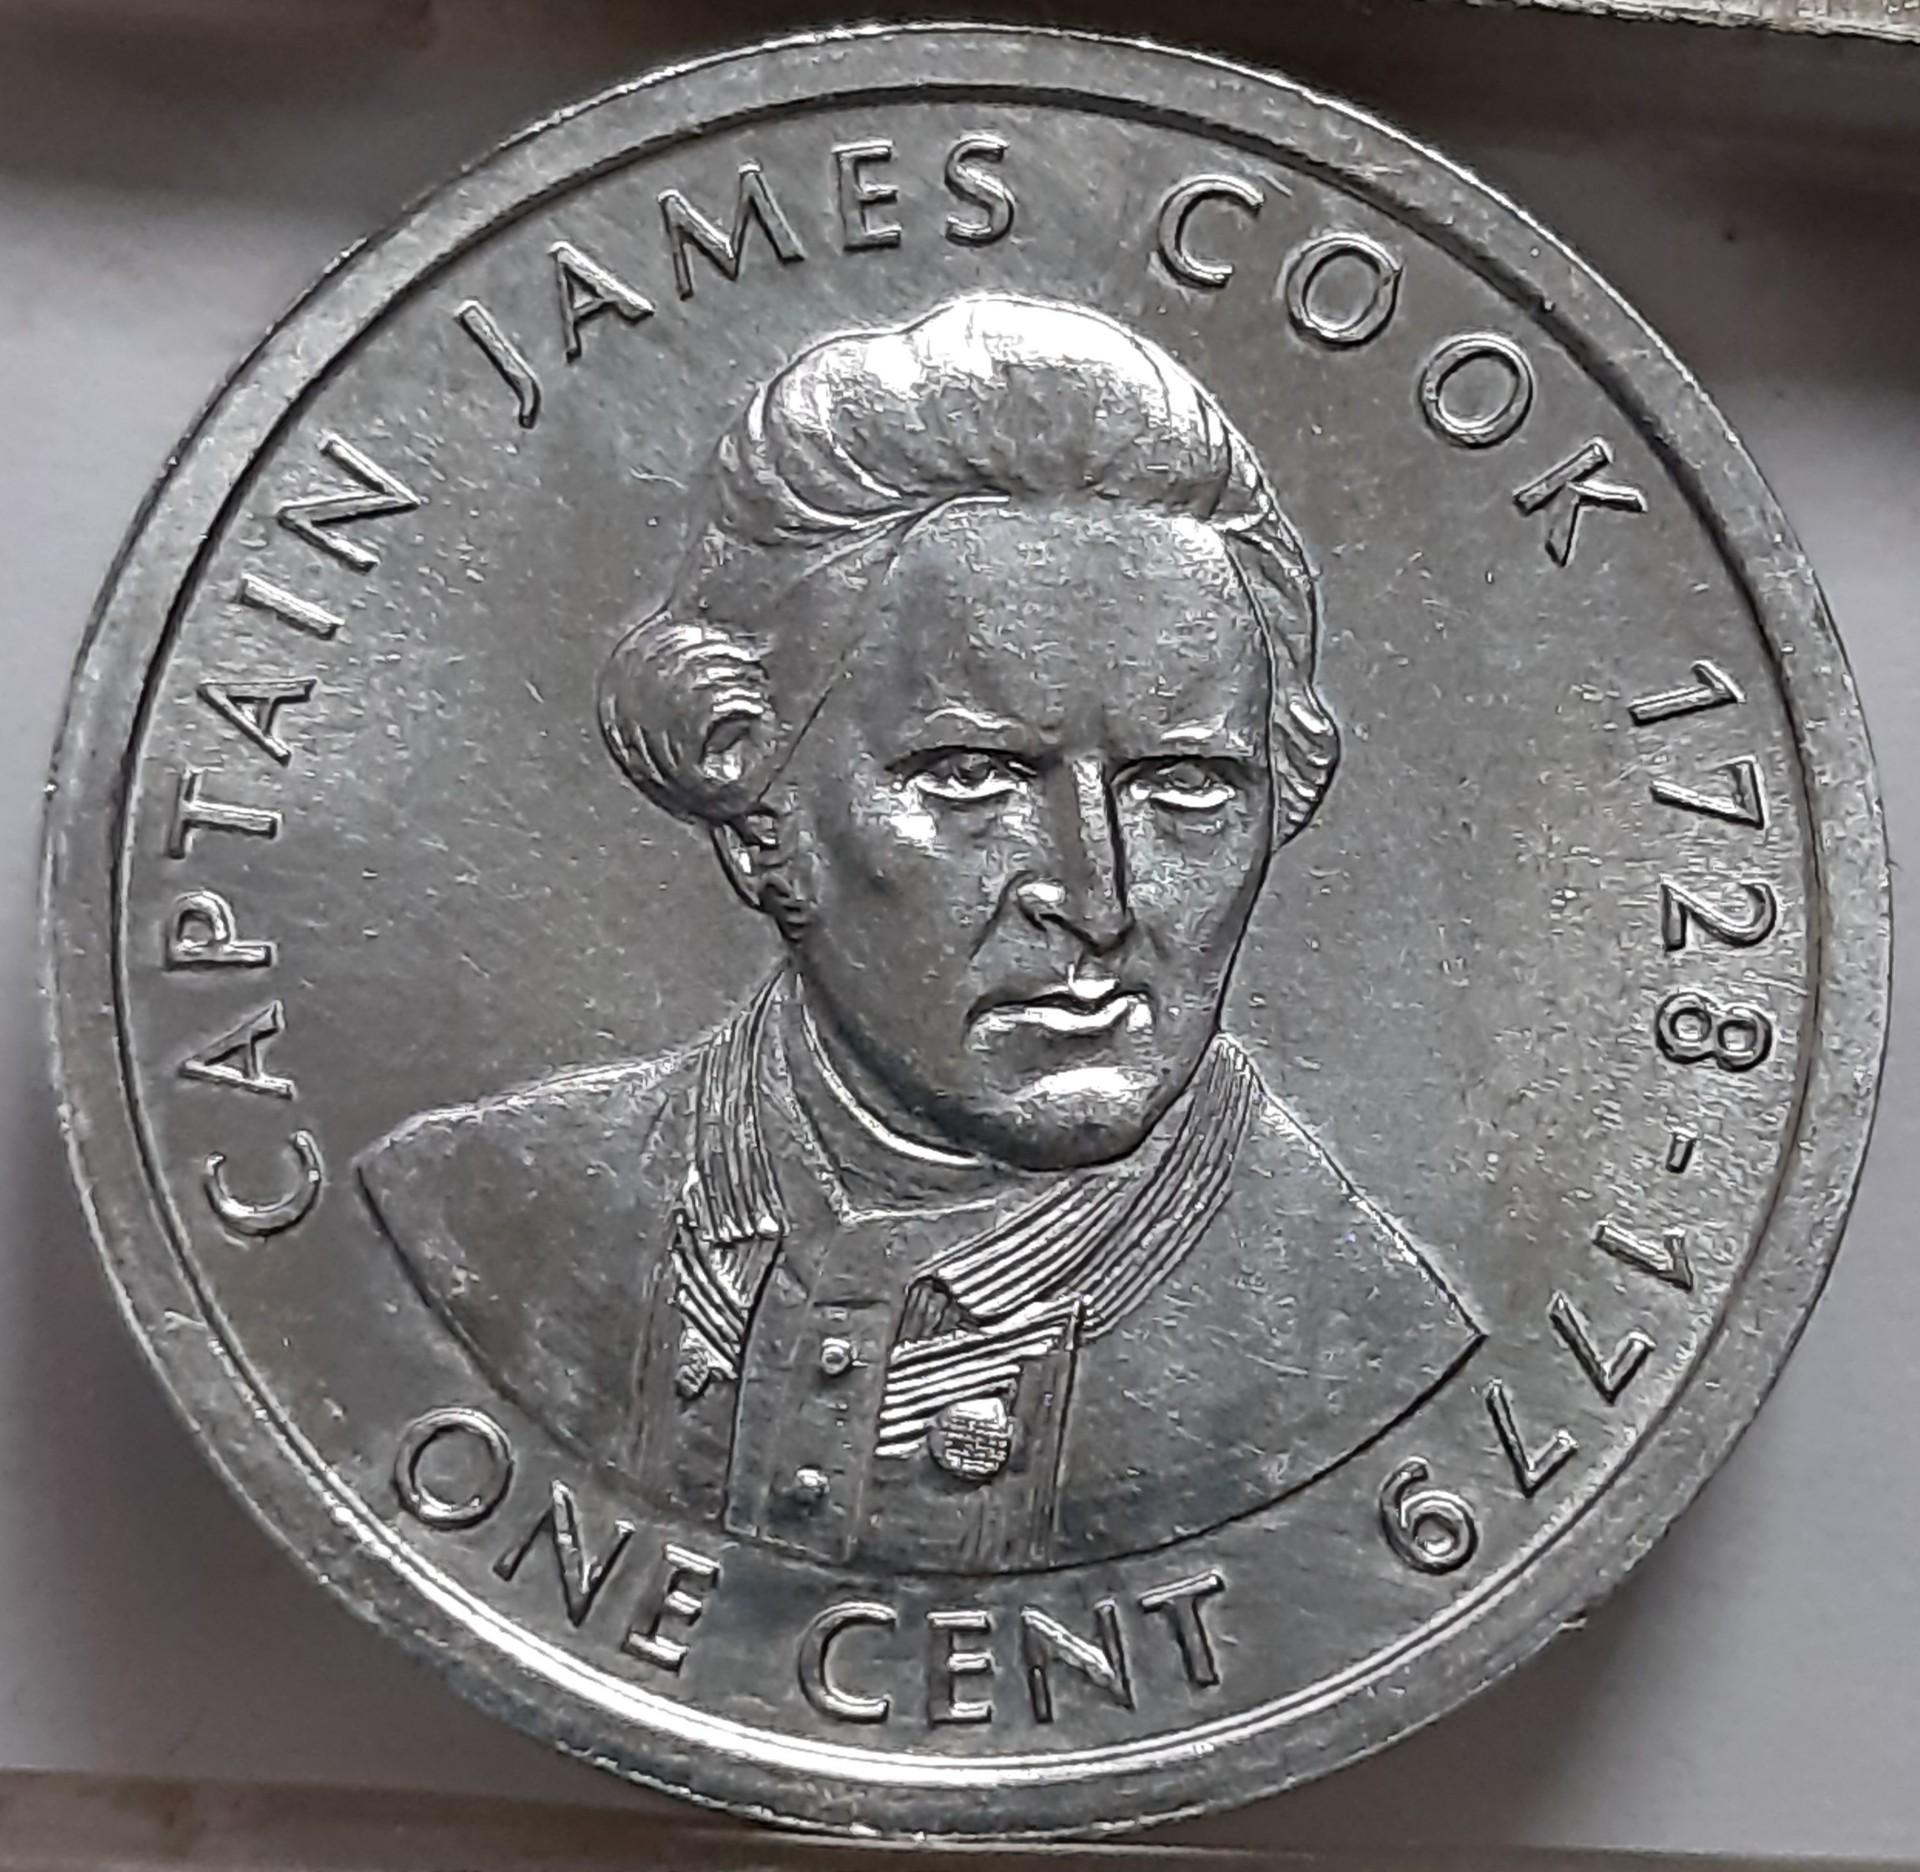 CAPTAIN JAMES COOK 1728-1779
ONE CENT